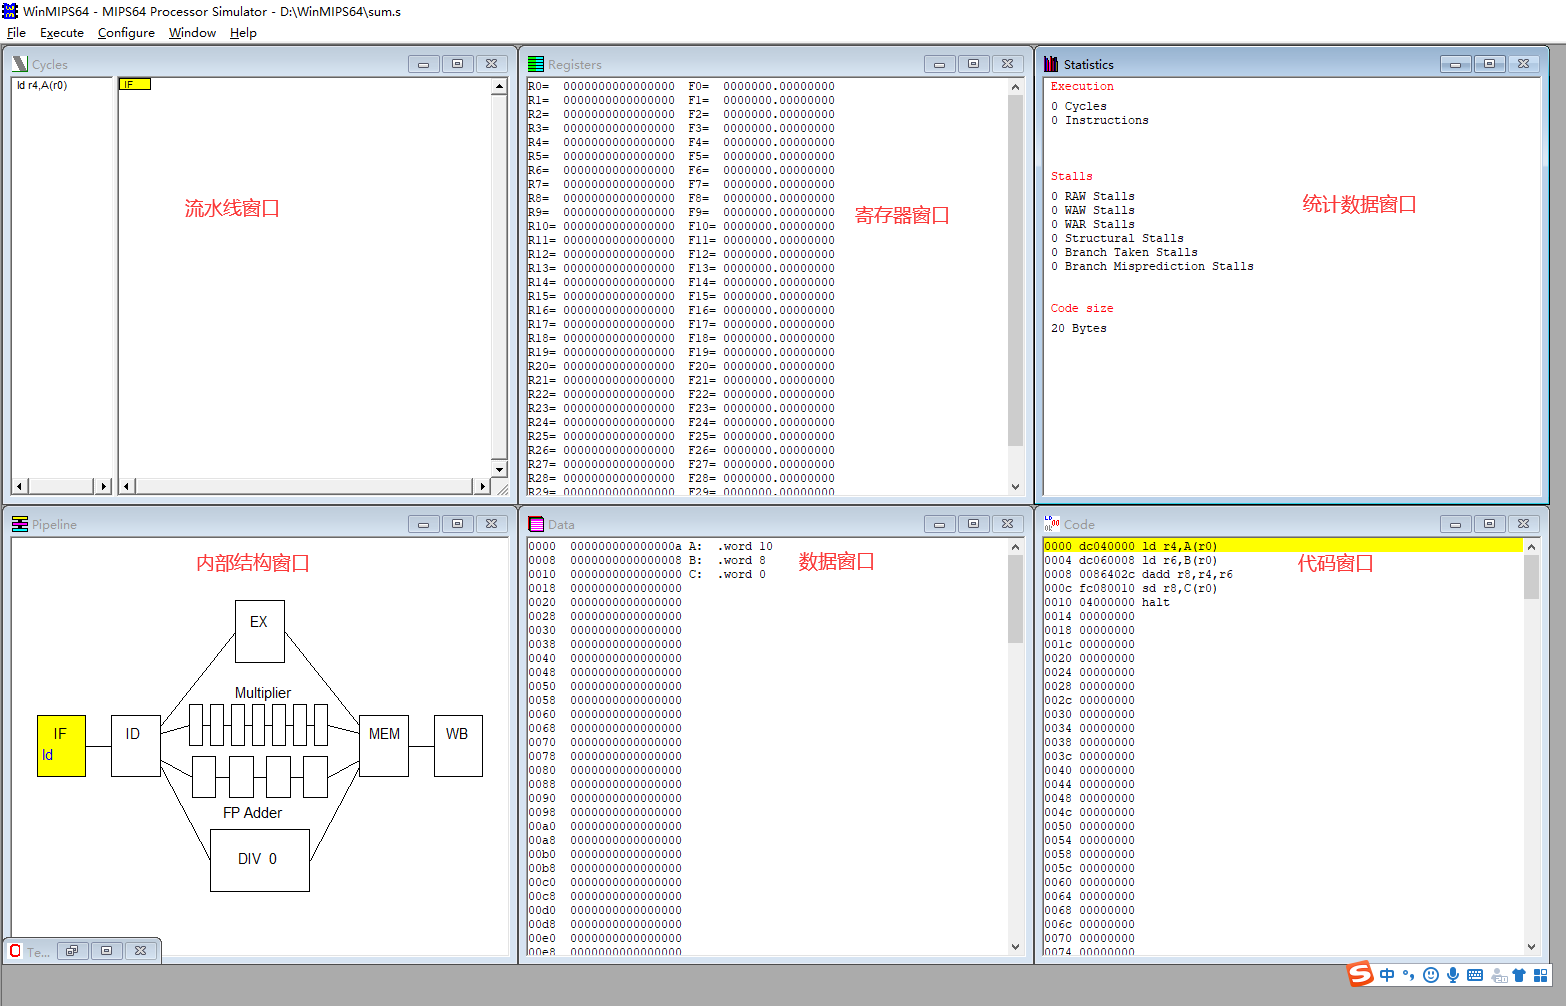 WinMIPS64 - MIPS64 Processor Simulator - D:\WinMIPS64\sum.s
File Execute Configure Window Help
Cycles
ld r4,A(r0)
IF
流水线窗口
Registers
R0= 0000000000000000 F0= 0000000.00000000
R1= 0000000000000000 F1= 0000000.00000000
R2= 0000000000000000 F2= 0000000.00000000
R3= 0000000000000000 F3= 0000000.00000000
R4= 0000000000000000 F4= 0000000.00000000
R5= 0000000000000000 F5= 0000000.00000000
R6= 0000000000000000 F6= 0000000.00000000
R7= 0000000000000000 F7= 0000000.00000000
R8= 0000000000000000 F8= 0000000.00000000
R9= 0000000000000000 F9= 0000000.00000000
R10= 0000000000000000 F10= 0000000.00000000
R11= 0000000000000000 F11= 0000000.00000000
R12= 0000000000000000 F12= 0000000.00000000
R13= 0000000000000000 F13= 0000000.00000000
R14= 0000000000000000 F14= 0000000.00000000
R15= 0000000000000000 F15= 0000000.00000000
R16= 0000000000000000 F16= 0000000.00000000
R17= 0000000000000000 F17= 0000000.00000000
R18= 0000000000000000 F18= 0000000.00000000
R19= 0000000000000000 F19= 0000000.00000000
R20= 0000000000000000 F20= 0000000.00000000
R21= 0000000000000000 F21= 0000000.00000000
R22= 0000000000000000 F22= 0000000.00000000
R23= 0000000000000000 F23= 0000000.00000000
R24= 0000000000000000 F24= 0000000.00000000
R25= 0000000000000000 F25= 0000000.00000000
R26= 0000000000000000 F26= 0000000.00000000
R27= 0000000000000000 F27= 0000000.00000000
R28= 0000000000000000 F28= 0000000.00000000
R29= 0000000000000000 F29= 0000000.00000000
寄存器窗口
Statistics
Execution
0 Cycles
0 Instructions
Stalls
0 RAW Stalls
0 WAW Stalls
0 WAR Stalls
0 Structural Stalls
0 Branch Taken Stalls
0 Branch Misprediction Stalls
Code size
20 Bytes
统计数据窗口
Pipeline
内部结构窗口
EX
Multiplier
IF
ld
ID
MEM
WB
FP Adder
DIV 0
Te...
Data
0000 000000000000000a A: .word 10
0008 0000000000000008 B: .word 8
0010 0000000000000000 C: .word 0
0018 0000000000000000
0020 0000000000000000
0028 0000000000000000
0030 0000000000000000
0038 0000000000000000
0040 0000000000000000
0048 0000000000000000
0050 0000000000000000
0058 0000000000000000
0060 0000000000000000
0068 0000000000000000
0070 0000000000000000
0078 0000000000000000
0080 0000000000000000
0088 0000000000000000
0090 0000000000000000
0098 0000000000000000
00a0 0000000000000000
00a8 0000000000000000
00b0 0000000000000000
00b8 0000000000000000
00c0 0000000000000000
00c8 0000000000000000
00d0 0000000000000000
00d8 0000000000000000
00e0 0000000000000000
00e8 0000000000000000
数据窗口
Code
0000 dc040000 ld r4,A(r0)
0004 dc060008 ld r6,B(r0)
0008 0086402c dadd r8,r4,r6
000c fc080010 sd r8,C(r0)
0010 04000000 halt
0014 00000000
0018 00000000
001c 00000000
0020 00000000
0024 00000000
0028 00000000
002c 00000000
0030 00000000
0034 00000000
0038 00000000
003c 00000000
0040 00000000
0044 00000000
0048 00000000
004c 00000000
0050 00000000
0054 00000000
0058 00000000
005c 00000000
0060 00000000
0064 00000000
0068 00000000
006c 00000000
0070 00000000
0074 00000000
代码窗口
S 中